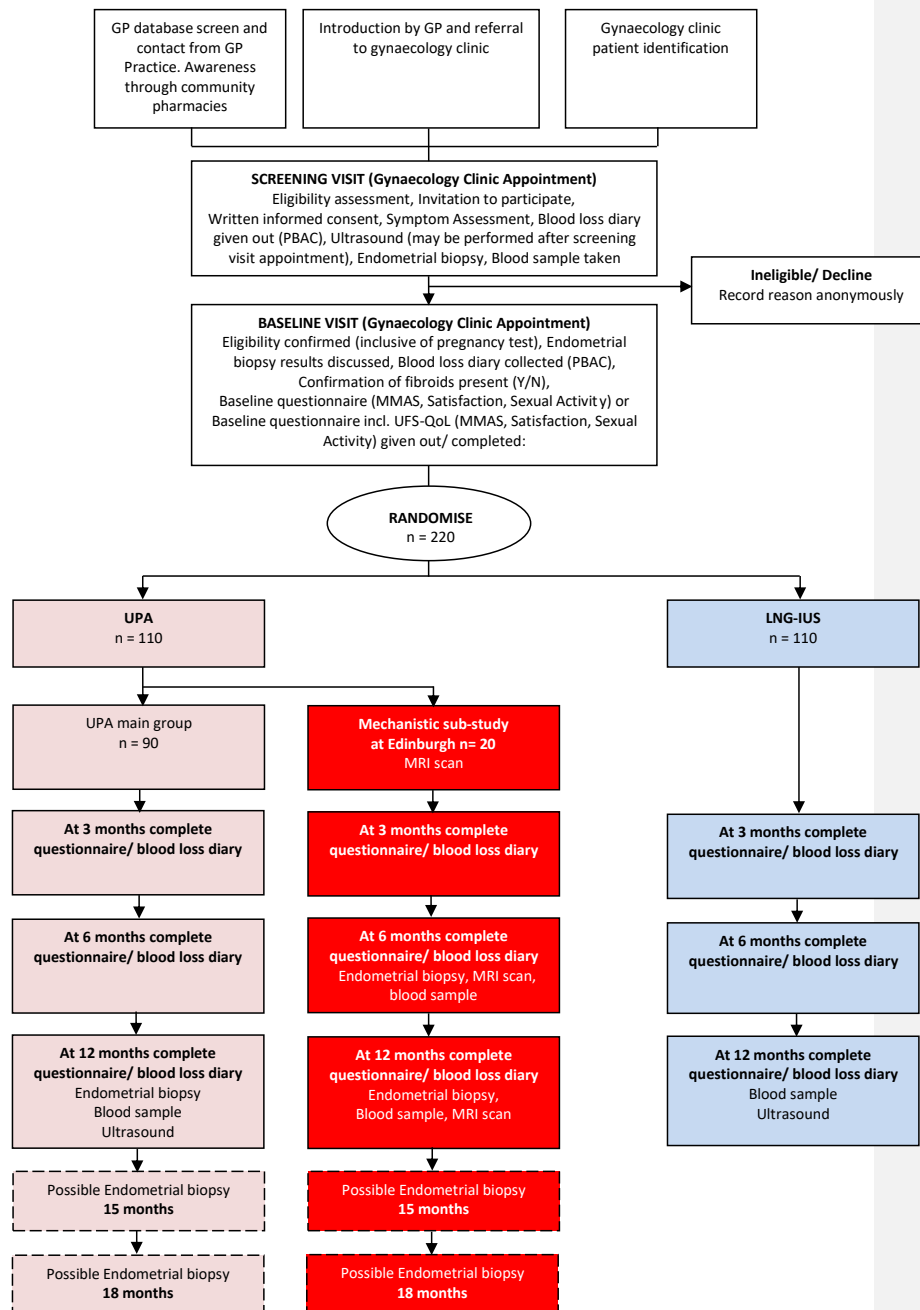 GP database screen and
contact from GP
Practice. Awareness
through community
pharmacies
Introduction by GP and referral
to gynaecology clinic
Gynaecology clinic
patient identification
SCREENING VISIT (Gynaecology Clinic Appointment)
Eligibility assessment, Invitation to participate,
Written informed consent, Symptom Assessment, Blood loss diary
given out (PBAC), Ultrasound (may be performed after screening
visit appointment), Endometrial biopsy, Blood sample taken
Ineligible/ Decline
Record reason anonymously
BASELINE VISIT (Gynaecology Clinic Appointment)
Eligibility confirmed (inclusive of pregnancy test), Endometrial
biopsy results discussed, Blood loss diary collected (PBAC),
Confirmation of fibroids present (Y/N),
Baseline questionnaire (MMAS, Satisfaction, Sexual Activity) or
Baseline questionnaire incl. UFS-QoL (MMAS, Satisfaction, Sexual
Activity) given out/ completed:
RANDOMISE
n = 220
UPA
n = 110
LNG-IUS
n = 110
UPA main group
n = 90
Mechanistic sub-study
at Edinburgh n= 20
MRI scan
At 3 months complete
questionnaire/ blood loss diary
At 3 months complete
questionnaire/ blood loss diary
At 3 months complete
questionnaire/ blood loss diary
At 6 months complete
questionnaire/ blood loss diary
At 6 months complete
questionnaire/ blood loss diary
Endometrial biopsy, MRI scan,
blood sample
At 6 months complete
questionnaire/ blood loss diary
At 12 months complete
questionnaire/ blood loss diary
Endometrial biopsy
Blood sample
Ultrasound
At 12 months complete
questionnaire/ blood loss diary
Endometrial biopsy,
Blood sample, MRI scan
At 12 months complete
questionnaire/ blood loss diary
Blood sample
Ultrasound
Possible Endometrial biopsy
15 months
Possible Endometrial biopsy
15 months
Possible Endometrial biopsy
18 months
Possible Endometrial biopsy
18 months